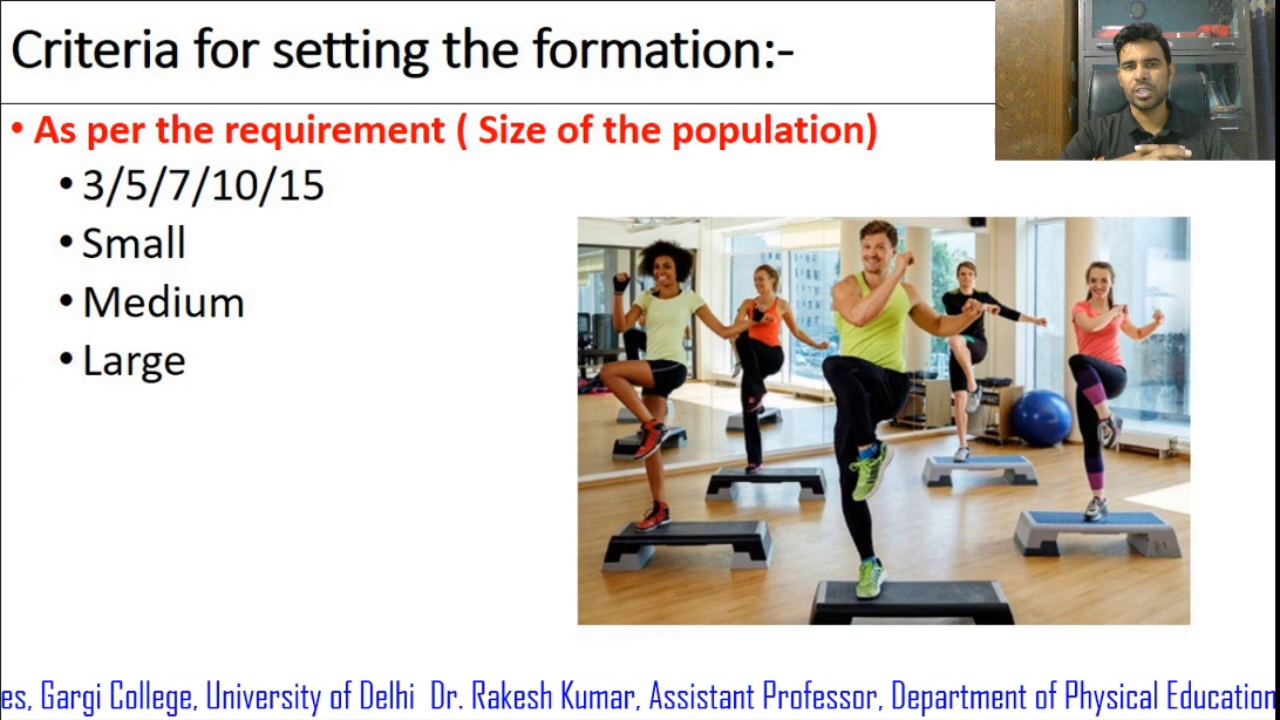 Criteria for setting the formation:-
• As per the requirement ( Size of the population)
• 3/5/7/10/15
• Small
• Medium
• Large
es, Gargi College, University of Delhi Dr. Rakesh Kumar, Assistant Professor, Department of Physical Education